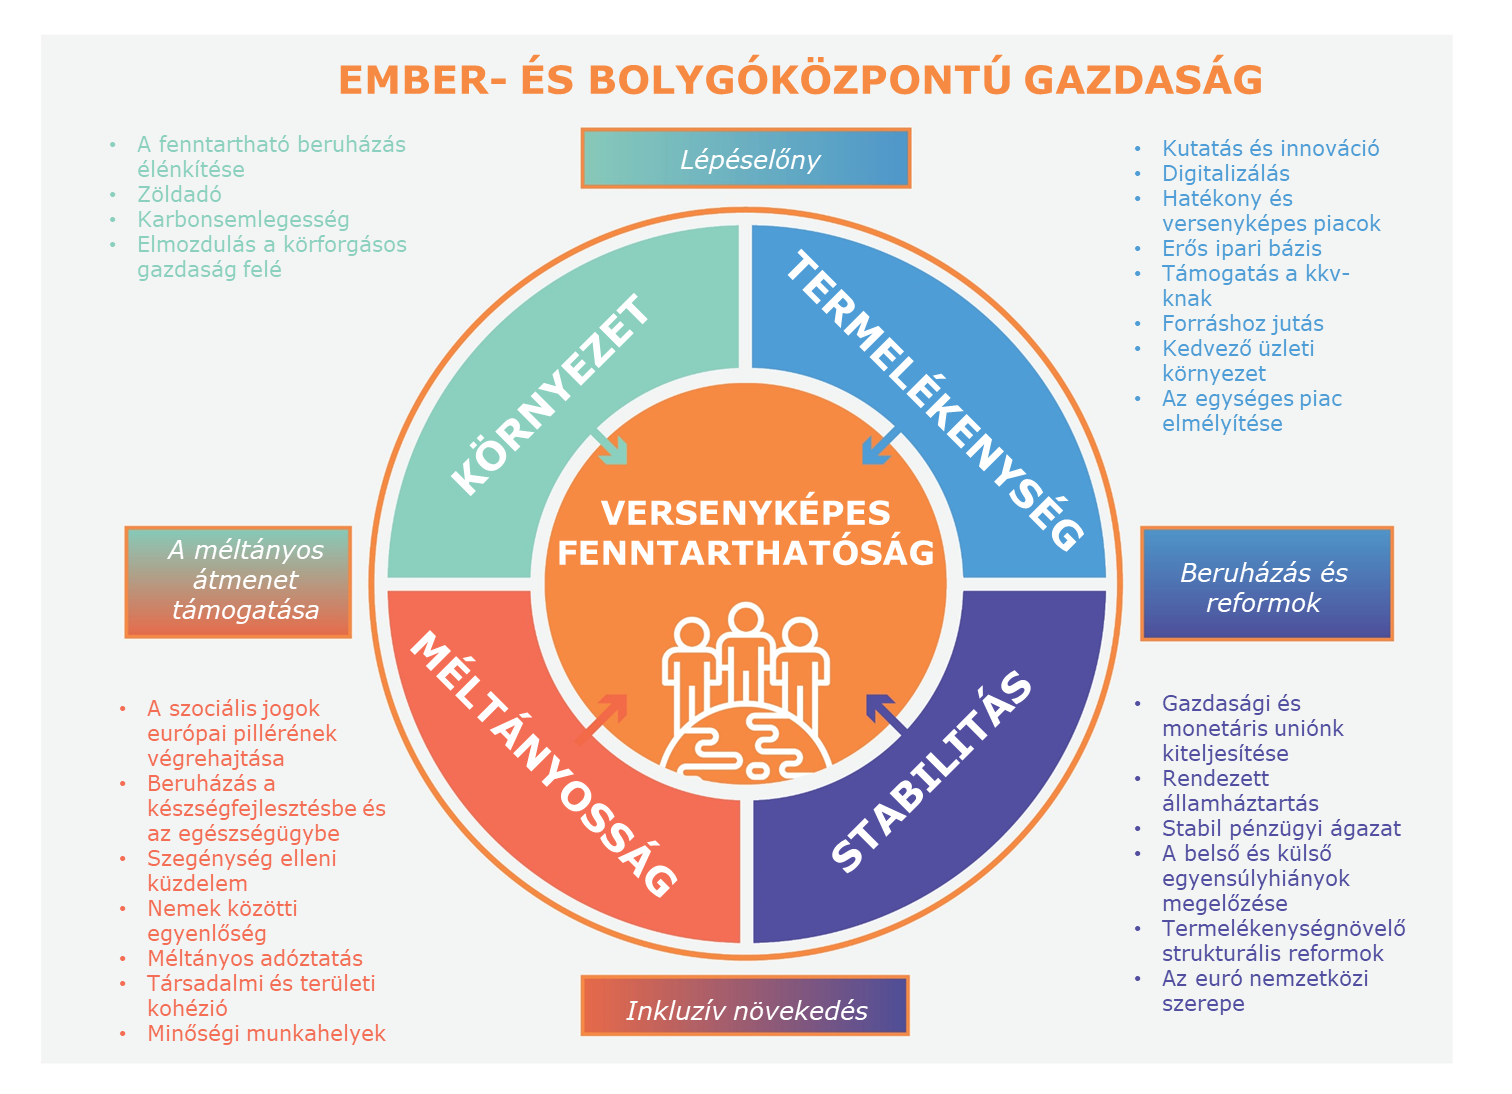 EMBER- ÉS BOLYGÓKÖZPONTÚ GAZDASÁG
Lépéselőny
• A fenntartható beruházás
élénkítése
• Zöldadó
• Karbonsemlegesség
• Elmozdulás a körforgásos
gazdaság felé
• Kutatás és innováció
• Digitalizálás
• Hatékony és
versenyképes piacok
• Erős ipari bázis
• Támogatás a kkv-
knak
• Forráshoz jutás
• Kedvező üzleti
környezet
• Az egységes piac
elmélyítése
KÖRNYEZET
TERMELÉKENYSÉG
VERSENYKÉPES
FENNTARTHATÓSÁG
A méltányos
átmenet
támogatása
Beruházás és
reformok
MÉLTÁNYOSSÁG
STABILITÁS
• A szociális jogok
európai pillérének
végrehajtása
• Beruházás a
készségfejlesztésbe és
az egészségügybe
• Szegénység elleni
küzdelem
• Nemek közötti
egyenlőség
• Méltányos adóztatás
• Társadalmi és területi
kohézió
• Minőségi munkahelyek
• Gazdasági és
monetáris uniónk
kiteljesítése
• Rendezett
államháztartás
• Stabil pénzügyi ágazat
• A belső és külső
egyensúlyhiányok
megelőzése
• Termelékenységnövelő
strukturális reformok
• Az euró nemzetközi
szerepe
Inkluzív növekedés